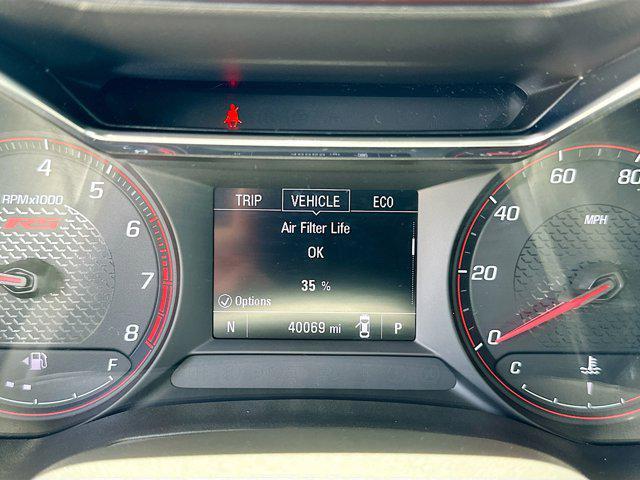 4
5
6
7
8
RPMx1000
RS
F
TRIP VEHICLE ECO
Air Filter Life
OK
35 %
Options
N 40069 mi P
0
20
40
60
80
MPH
C